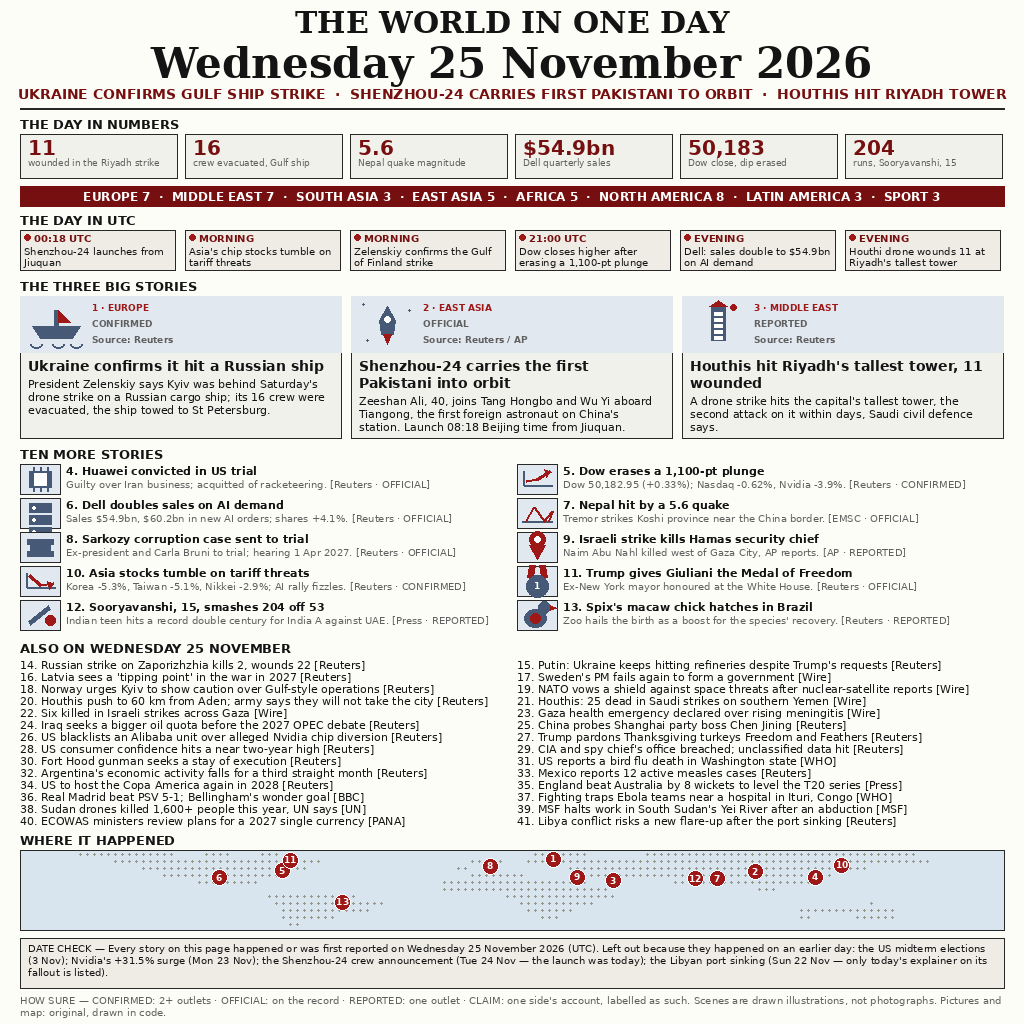 THE WORLD IN ONE DAY
Wednesday 25 November 2026
UKRAINE CONFIRMS GULF SHIP STRIKE · SHENZHOU-24 CARRIES FIRST PAKISTANI TO ORBIT · HOUTHIS HIT RIYADH TOWER
THE DAY IN NUMBERS
11
wounded in the Riyadh strike
16
crew evacuated, Gulf ship
5.6
Nepal quake magnitude
$54.9bn
Dell quarterly sales
50,183
Dow close, dip erased
204
runs, Sooryavanshi, 15
EUROPE 7 · MIDDLE EAST 7 · SOUTH ASIA 3 · EAST ASIA 5 · AFRICA 5 · NORTH AMERICA 8 · LATIN AMERICA 3 · SPORT 3
THE DAY IN UTC
00:18 UTC
Shenzhou-24 launches from
Jiuquan
MORNING
Asia's chip stocks tumble on
tariff threats
MORNING
Zelenskiy confirms the Gulf
of Finland strike
21:00 UTC
Dow closes higher after
erasing a 1,100-pt plunge
EVENING
Dell: sales double to $54.9bn
on AI demand
EVENING
Houthi drone wounds 11 at
Riyadh's tallest tower
THE THREE BIG STORIES
1 · EUROPE
CONFIRMED
Source: Reuters
Ukraine confirms it hit a Russian ship
President Zelenskiy says Kyiv was behind Saturday's
drone strike on a Russian cargo ship; its 16 crew were
evacuated, the ship towed to St Petersburg.
2 · EAST ASIA
OFFICIAL
Source: Reuters / AP
Shenzhou-24 carries the first
Pakistani into orbit
Zeeshan Ali, 40, joins Tang Hongbo and Wu Yi aboard
Tiangong, the first foreign astronaut on China's
station. Launch 08:18 Beijing time from Jiuquan.
3 · MIDDLE EAST
REPORTED
Source: Reuters
Houthis hit Riyadh's tallest tower, 11
wounded
A drone strike hits the capital's tallest tower, the
second attack on it within days, Saudi civil defence
says.
TEN MORE STORIES
4. Huawei convicted in US trial
Guilty over Iran business; acquitted of racketeering. [Reuters · OFFICIAL]
5. Dow erases a 1,100-pt plunge
Dow 50,182.95 (+0.33%); Nasdaq -0.62%, Nvidia -3.9%. [Reuters · CONFIRMED]
6. Dell doubles sales on AI demand
Sales $54.9bn, $60.2bn in new AI orders; shares +4.1%. [Reuters · OFFICIAL]
7. Nepal hit by a 5.6 quake
Tremor strikes Koshi province near the China border. [EMSC · OFFICIAL]
8. Sarkozy corruption case sent to trial
Ex-president and Carla Bruni to trial; hearing 1 Apr 2027. [Reuters · OFFICIAL]
9. Israeli strike kills Hamas security chief
Naim Abu Nahl killed west of Gaza City, AP reports. [AP · REPORTED]
10. Asia stocks tumble on tariff threats
Korea -5.3%, Taiwan -5.1%, Nikkei -2.9%; AI rally fizzles. [Reuters · CONFIRMED]
1
11. Trump gives Giuliani the Medal of Freedom
Ex-New York mayor honoured at the White House. [Reuters · OFFICIAL]
12. Sooryavanshi, 15, smashes 204 off 53
Indian teen hits a record double century for India A against UAE. [Press · REPORTED]
13. Spix's macaw chick hatches in Brazil
Zoo hails the birth as a boost for the species' recovery. [Reuters · REPORTED]
ALSO ON WEDNESDAY 25 NOVEMBER
14. Russian strike on Zaporizhzhia kills 2, wounds 22 [Reuters]
15. Putin: Ukraine keeps hitting refineries despite Trump's requests [Reuters]
16. Latvia sees a 'tipping point' in the war in 2027 [Reuters]
17. Sweden's PM fails again to form a government [Wire]
18. Norway urges Kyiv to show caution over Gulf-style operations [Reuters]
19. NATO vows a shield against space threats after nuclear-satellite reports [Wire]
20. Houthis push to 60 km from Aden; army says they will not take the city [Reuters]
21. Houthis: 25 dead in Saudi strikes on southern Yemen [Wire]
22. Six killed in Israeli strikes across Gaza [Wire]
23. Gaza health emergency declared over rising meningitis [Wire]
24. Iraq seeks a bigger oil quota before the 2027 OPEC debate [Reuters]
25. China probes Shanghai party boss Chen Jining [Reuters]
26. US blacklists an Alibaba unit over alleged Nvidia chip diversion [Reuters]
27. Trump pardons Thanksgiving turkeys Freedom and Feathers [Reuters]
28. US consumer confidence hits a near two-year high [Reuters]
29. CIA and spy chief's office breached; unclassified data hit [Reuters]
30. Fort Hood gunman seeks a stay of execution [Reuters]
31. US reports a bird flu death in Washington state [WHO]
32. Argentina's economic activity falls for a third straight month [Reuters]
33. Mexico reports 12 active measles cases [Reuters]
34. US to host the Copa America again in 2028 [Reuters]
35. England beat Australia by 8 wickets to level the T20 series [Press]
36. Real Madrid beat PSV 5-1; Bellingham's wonder goal [BBC]
37. Fighting traps Ebola teams near a hospital in Ituri, Congo [WHO]
38. Sudan drones killed 1,600+ people this year, UN says [UN]
39. MSF halts work in South Sudan's Yei River after an abduction [MSF]
40. ECOWAS ministers review plans for a 2027 single currency [PANA]
41. Libya conflict risks a new flare-up after the port sinking [Reuters]
WHERE IT HAPPENED
6
5
11
13
8
1
9
3
12
7
2
4
10
DATE CHECK — Every story on this page happened or was first reported on Wednesday 25 November 2026 (UTC). Left out because they happened on an earlier day: the US midterm elections
(3 Nov); Nvidia's +31.5% surge (Mon 23 Nov); the Shenzhou-24 crew announcement (Tue 24 Nov — the launch was today); the Libyan port sinking (Sun 22 Nov — only today's explainer on its
fallout is listed).
HOW SURE — CONFIRMED: 2+ outlets · OFFICIAL: on the record · REPORTED: one outlet · CLAIM: one side's account, labelled as such. Scenes are drawn illustrations, not photographs. Pictures and
map: original, drawn in code.